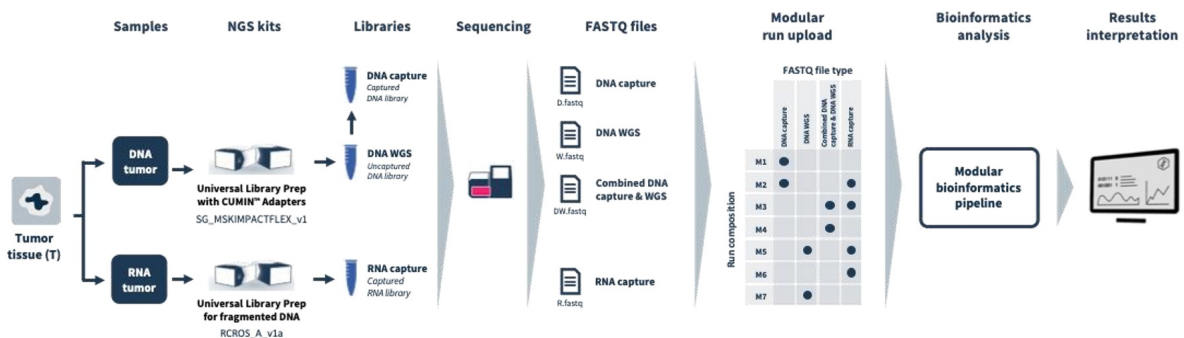 Samples
NGS kits
Libraries
Sequencing
FASTQ files
Modular
run upload
Bioinformatics
analysis
Results
interpretation
Tumor
tissue (T)
DNA
tumor
RNA
tumor
Universal Library Prep
with CUMIN™ Adapters
SG_MSKIMPACTFLEX_v1
Universal Library Prep
for fragmented DNA
RCROS_A_v1a
DNA capture
Captured
DNA library
DNA WGS
Uncaptured
DNA library
RNA capture
Captured
RNA library
D.fastq
DNA capture
W.fastq
DNA WGS
DW.fastq
Combined DNA
capture & WGS
R.fastq
RNA capture
FASTQ file type
DNA capture
DNA WGS
Combined DNA
capture & DNA WGS
RNA capture
Run composition
M1
M2
M3
M4
M5
M6
M7
Modular
bioinformatics
pipeline